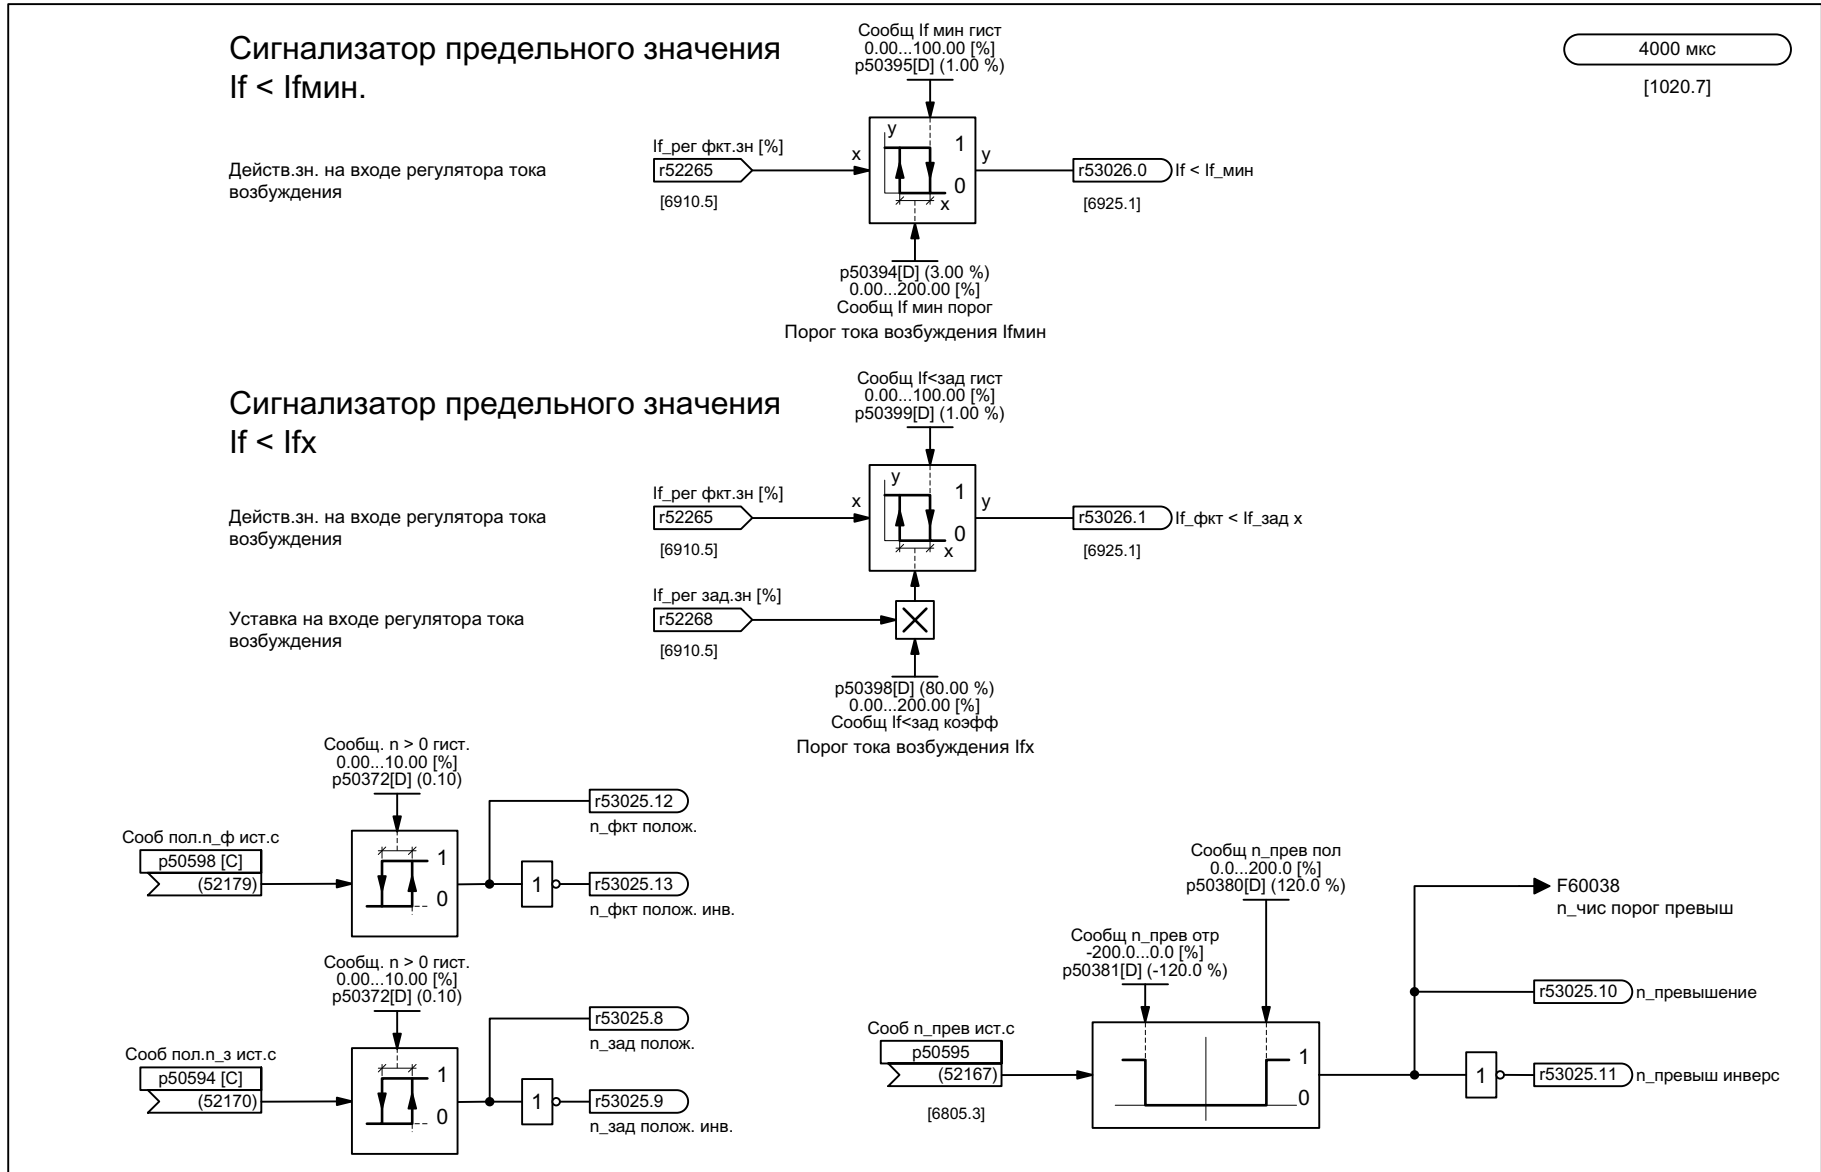 Сигнализатор предельного значения
If < Ifмин.
Сообщ If мин гист
0.00...100.00 [%]
p50395[D] (1.00 %)
4000 мкс
[1020.7]
Действ.зн. на входе регулятора тока
возбуждения
If_рег фкт.зн [%]
r52265
[6910.5]
x
y
1
0
x
y
r53026.0
If < If_мин
[6925.1]
p50394[D] (3.00 %)
0.00...200.00 [%]
Сообщ If мин порог
Порог тока возбуждения Ifмин
Сигнализатор предельного значения
If < Ifx
Сообщ If<зад гист
0.00...100.00 [%]
p50399[D] (1.00 %)
Действ.зн. на входе регулятора тока
возбуждения
If_рег фкт.зн [%]
r52265
[6910.5]
x
y
1
0
x
y
r53026.1
If_фкт < If_зад x
[6925.1]
Уставка на входе регулятора тока
возбуждения
If_рег зад.зн [%]
r52268
[6910.5]
p50398[D] (80.00 %)
0.00...200.00 [%]
Сообщ If<зад коэфф
Порог тока возбуждения Ifx
Сообщ. n > 0 гист.
0.00...10.00 [%]
p50372[D] (0.10)
Сооб пол.n_ф ист.с
p50598 [C]
(52179)
1
0
r53025.12
n_фкт полож.
1
r53025.13
n_фкт полож. инв.
Сообщ. n > 0 гист.
0.00...10.00 [%]
p50372[D] (0.10)
Сооб пол.n_з ист.с
p50594 [C]
(52170)
1
0
r53025.8
n_зад полож.
1
r53025.9
n_зад полож. инв.
Сообщ n_прев пол
0.0...200.0 [%]
p50380[D] (120.0 %)
Сообщ n_прев отр
-200.0...0.0 [%]
p50381[D] (-120.0 %)
Сооб n_прев ист.с
p50595
(52167)
[6805.3]
1
0
F60038
n_чис порог превыш
r53025.10
n_превышение
1
r53025.11
n_превыш инверс